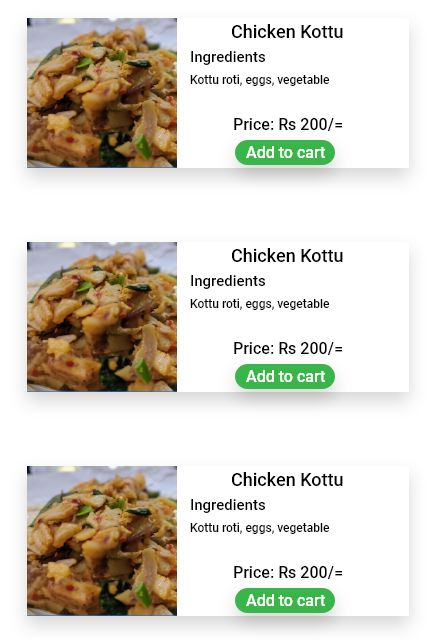 Chicken Kottu
Ingredients
Kottu roti, eggs, vegetable
Price: Rs 200/=
Add to cart
Chicken Kottu
Ingredients
Kottu roti, eggs, vegetable
Price: Rs 200/=
Add to cart
Chicken Kottu
Ingredients
Kottu roti, eggs, vegetable
Price: Rs 200/=
Add to cart